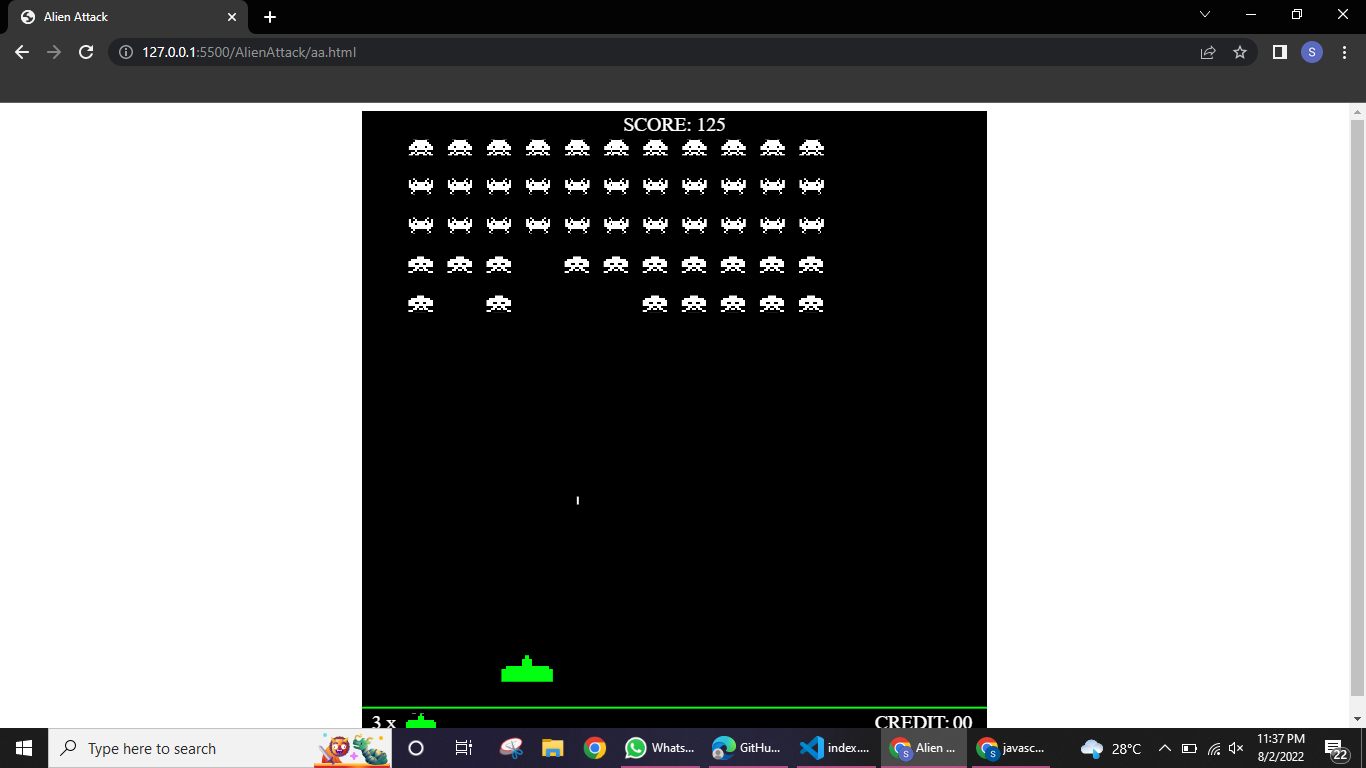 Alien Attack
127.0.0.1:5500/AlienAttack/aa.html
S
SCORE: 125
3 x
CREDIT: 00
Type here to search
Whats...
GitHu...
index....
Alien ...
javasc...
28°C
11:37 PM
8/2/2022
22